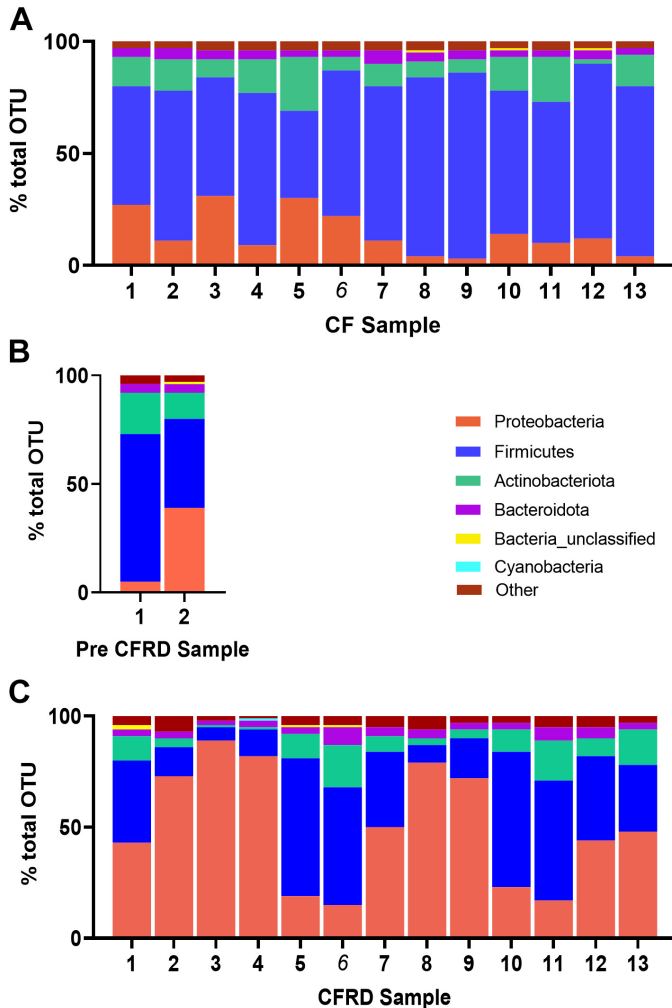 A
100
50
0
% total OTU
1 2 3 4 5 6 7 8 9 10 11 12 13
CF Sample
B
100
50
0
% total OTU
1 2
Pre CFRD Sample
Proteobacteria
Firmicutes
Actinobacteriota
Bacteroidota
Bacteria_unclassified
Cyanobacteria
Other
C
100
50
0
% total OTU
1 2 3 4 5 6 7 8 9 10 11 12 13
CFRD Sample